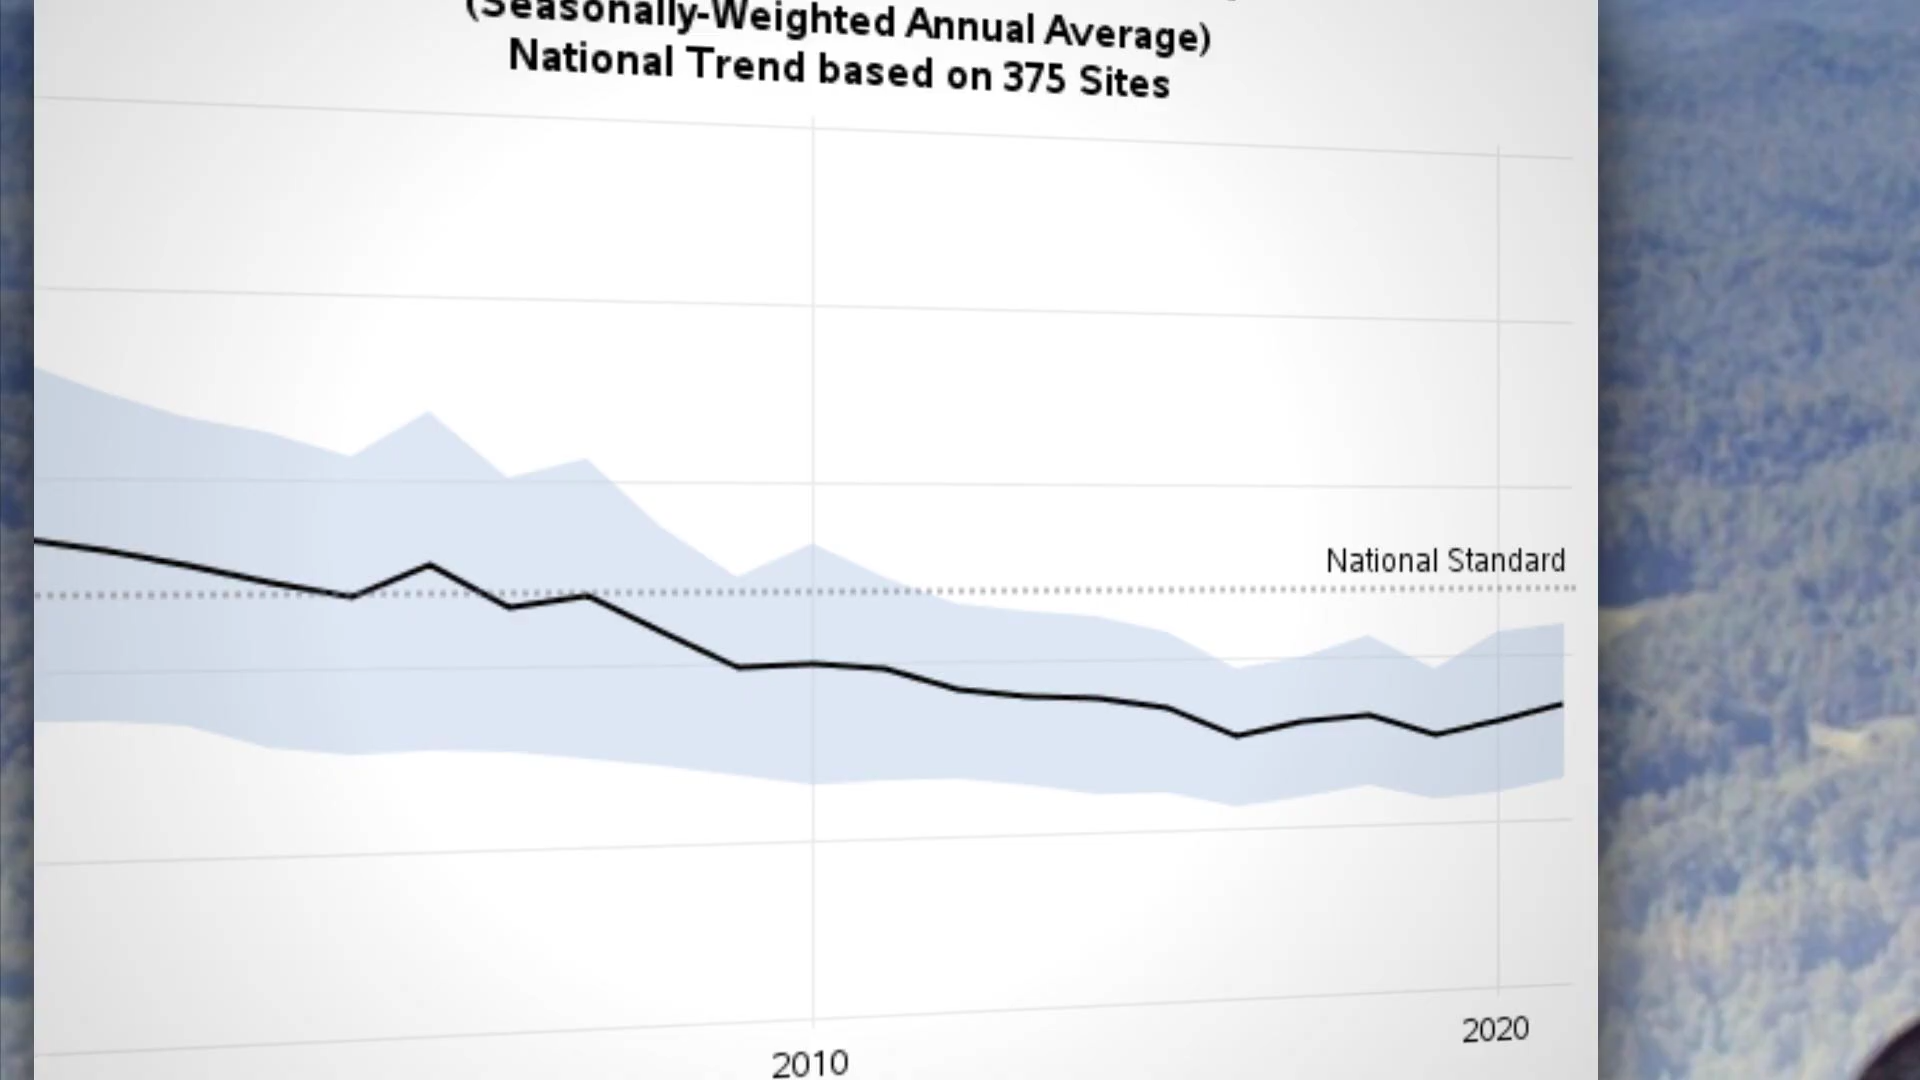 (Seasonally-Weighted Annual Average)
National Trend based on 375 Sites
National Standard
2020
2010